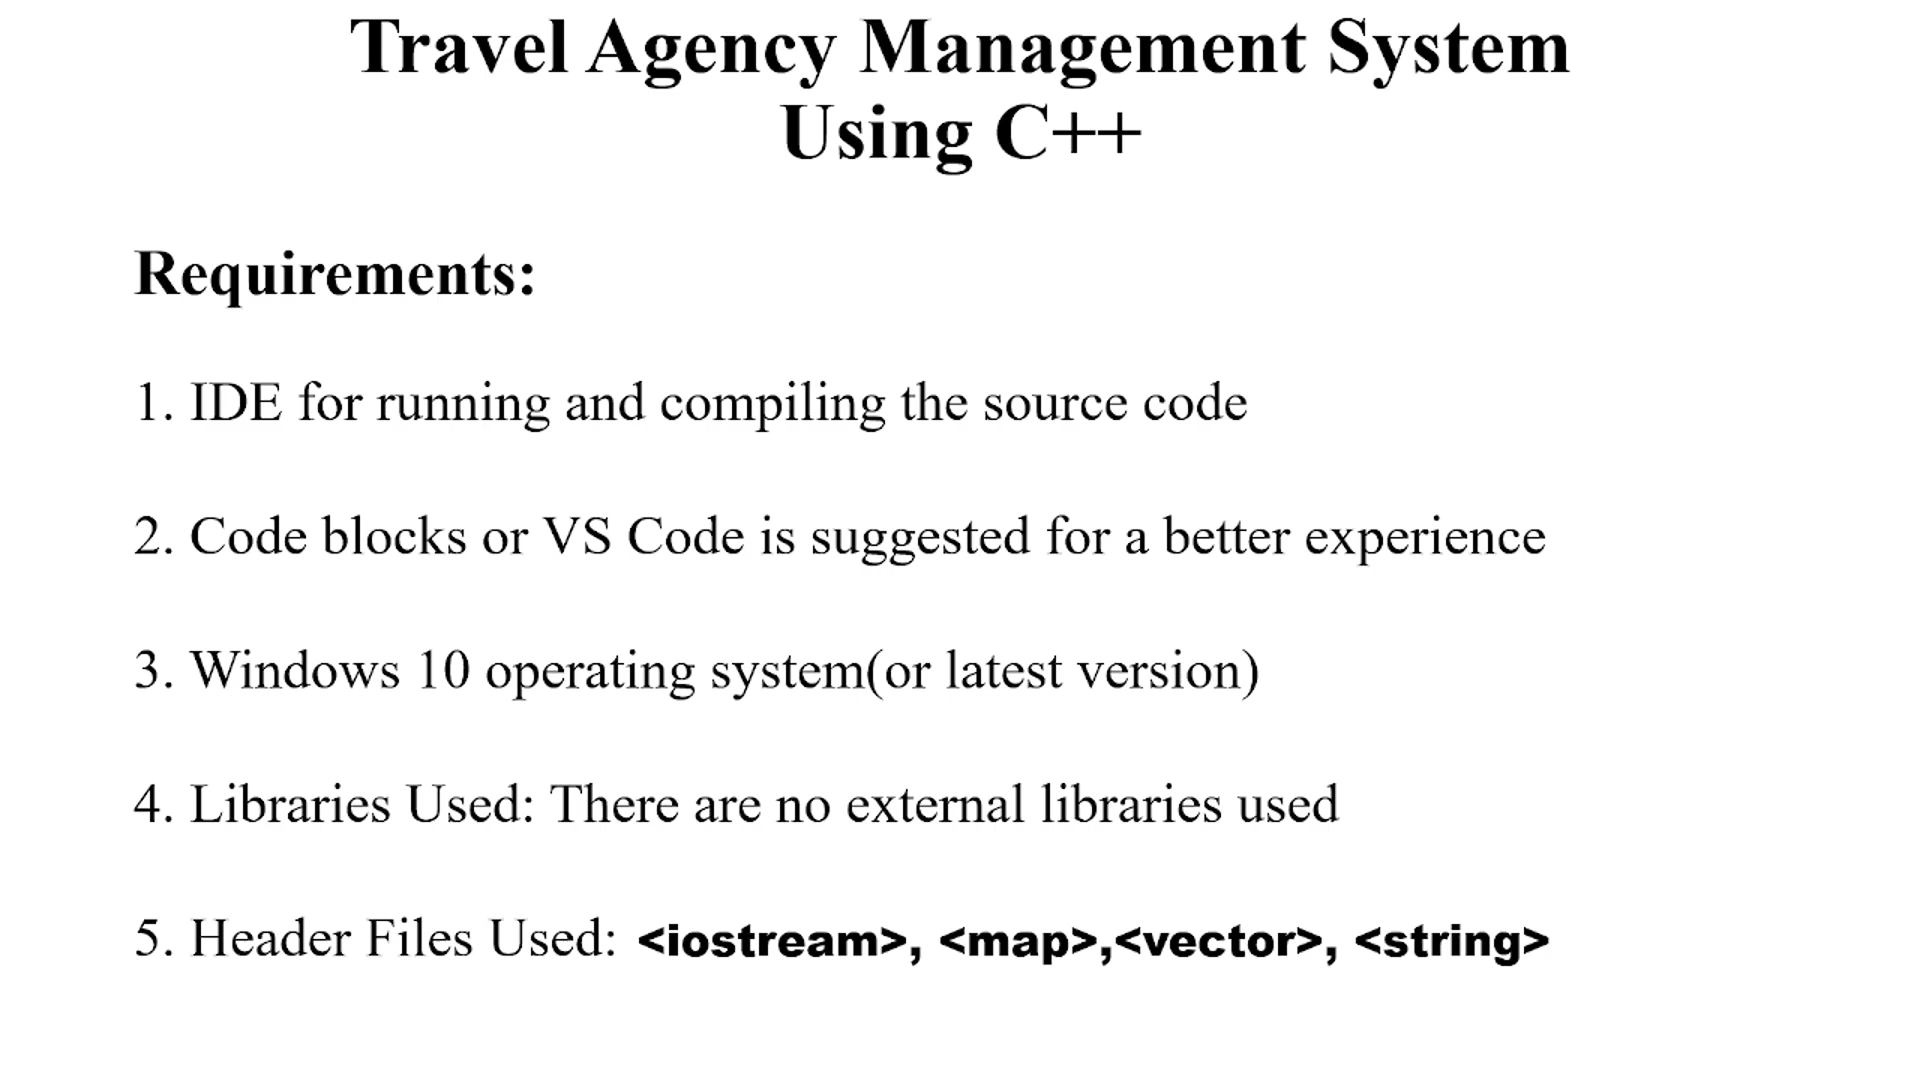 Travel Agency Management System
Using C++
Requirements:
1. IDE for running and compiling the source code
2. Code blocks or VS Code is suggested for a better experience
3. Windows 10 operating system(or latest version)
4. Libraries Used: There are no external libraries used
5. Header Files Used: <iostream>, <map>,<vector>, <string>